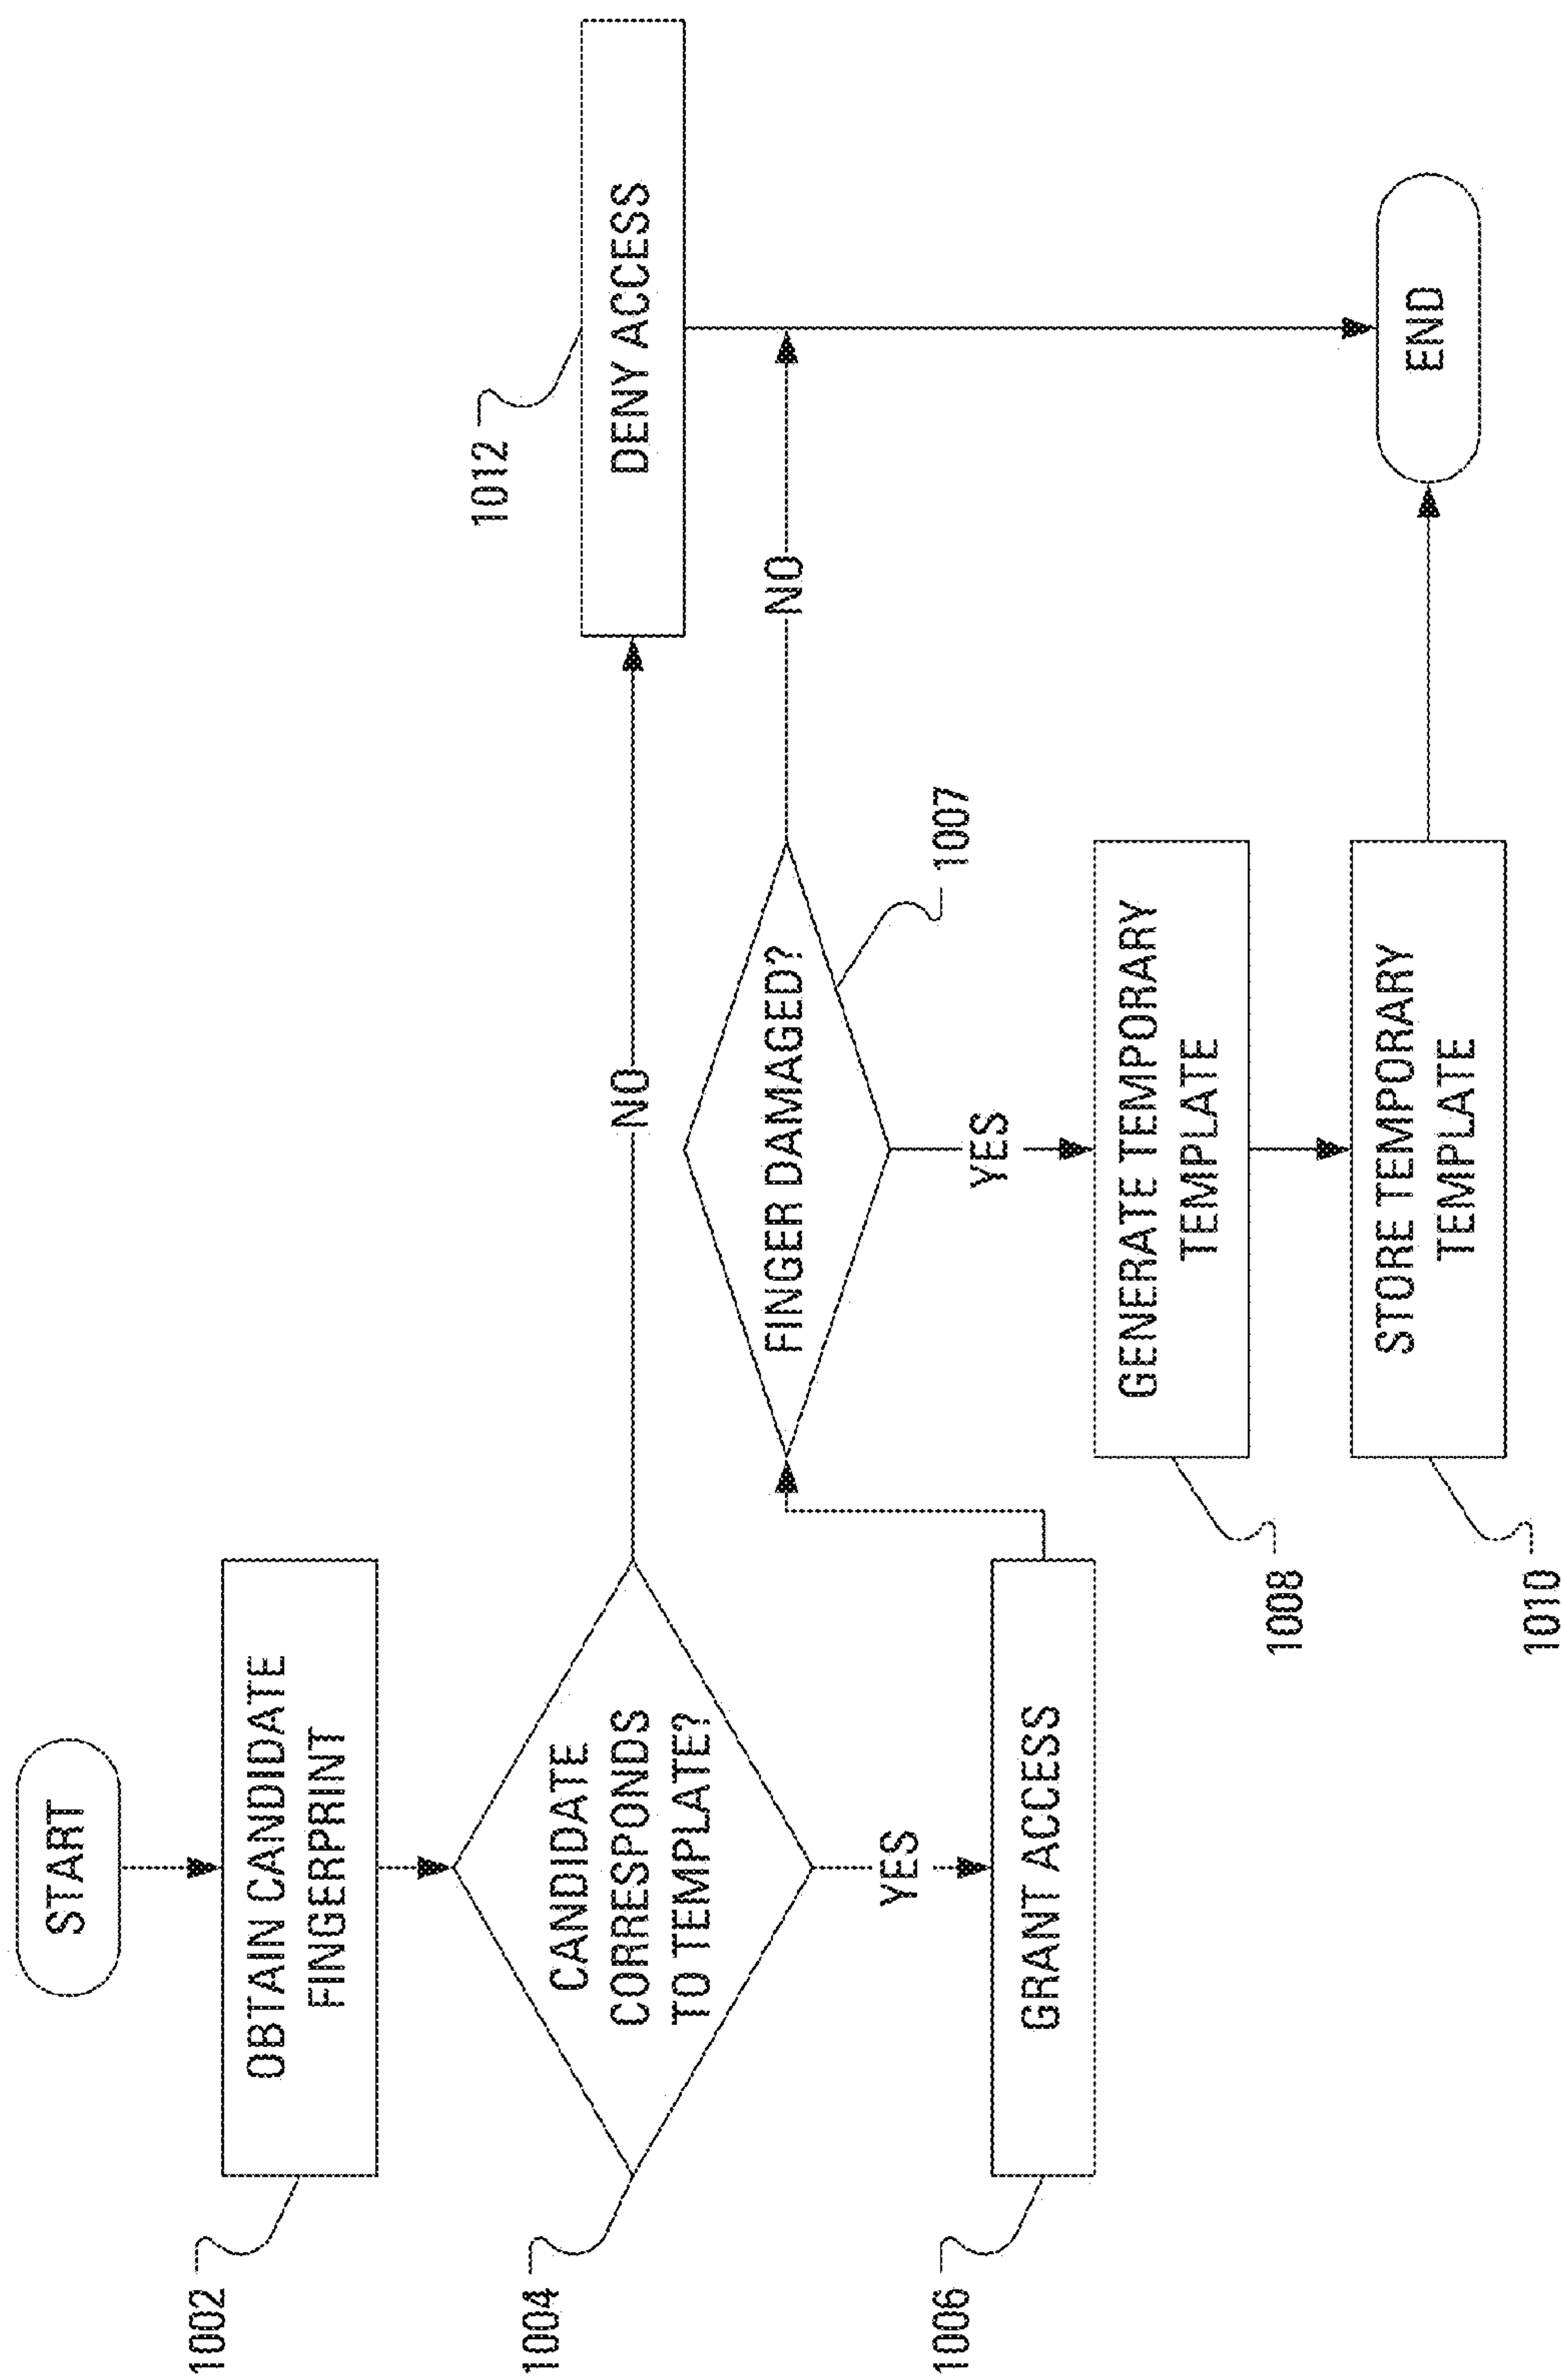 START
1002
OBTAIN CANDIDATE
FINGERPRINT
1004
CANDIDATE
CORRESPONDS
TO TEMPLATE?
NO
YES
1006
GRANT ACCESS
FINGER DAMAGED?
1007
NO
YES
1008
GENERATE TEMPORARY
TEMPLATE
1010
STORE TEMPORARY
TEMPLATE
1012
DENY ACCESS
END